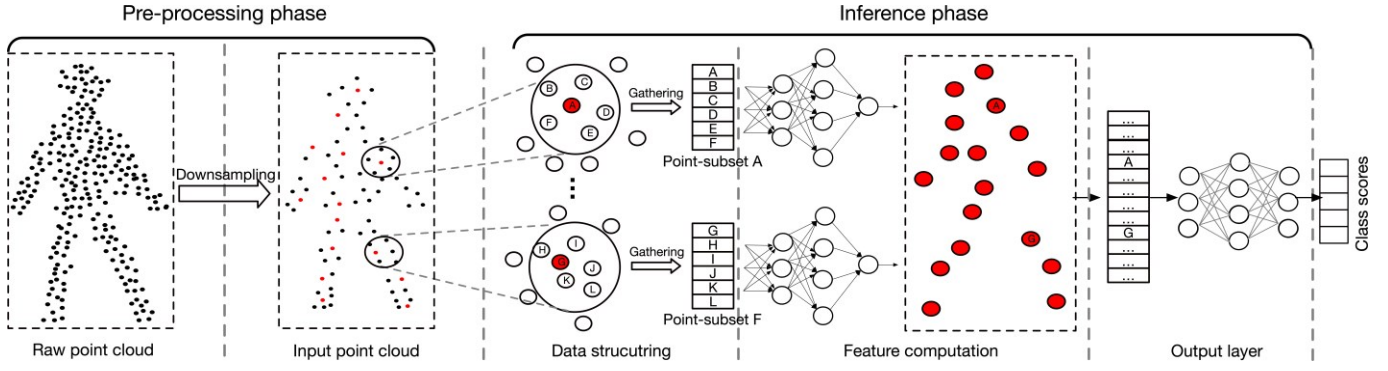 Pre-processing phase
Inference phase
Downsampling
B
C
A
D
F
E
Gathering
A
B
C
D
E
F
Point-subset A
H
I
G
J
K
L
Gathering
G
H
I
J
K
L
Point-subset F
A
G
...
...
...
A
...
...
...
G
...
...
...
Class scores
Raw point cloud
Input point cloud
Data strucutring
Feature computation
Output layer